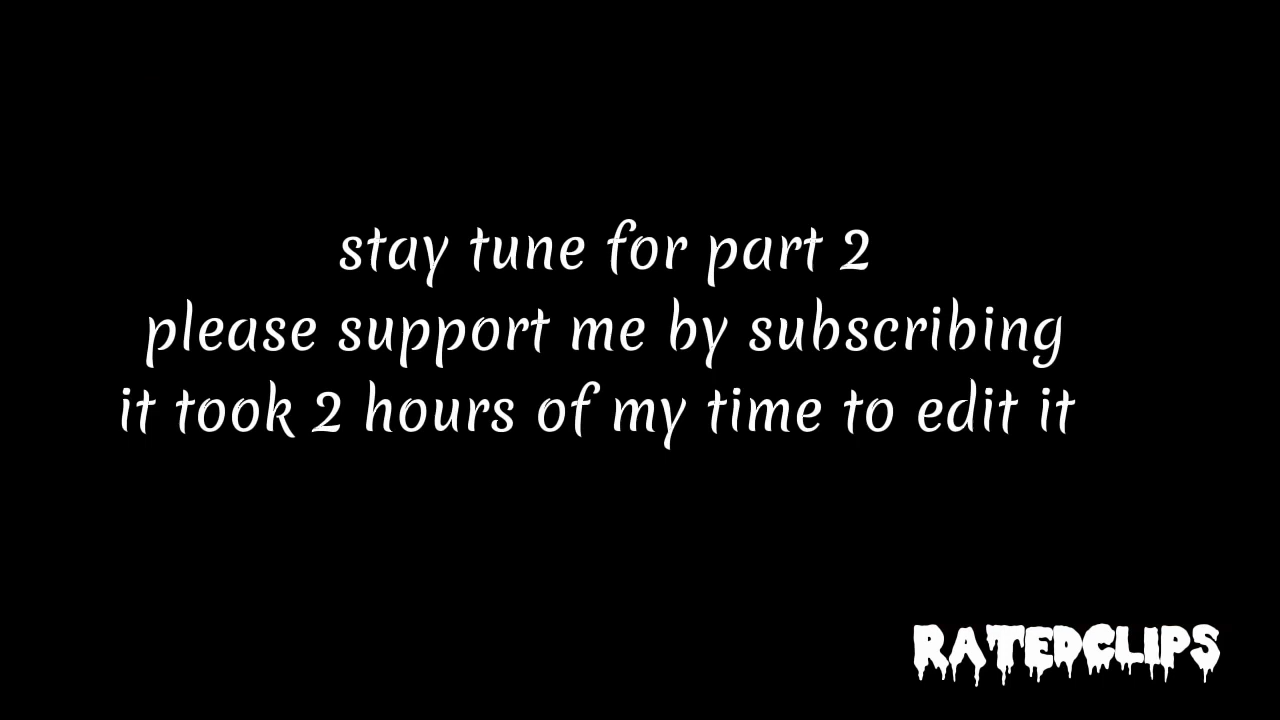 stay tune for part 2
please support me by subscribing
it took 2 hours of my time to edit it
RATEDCLIPS